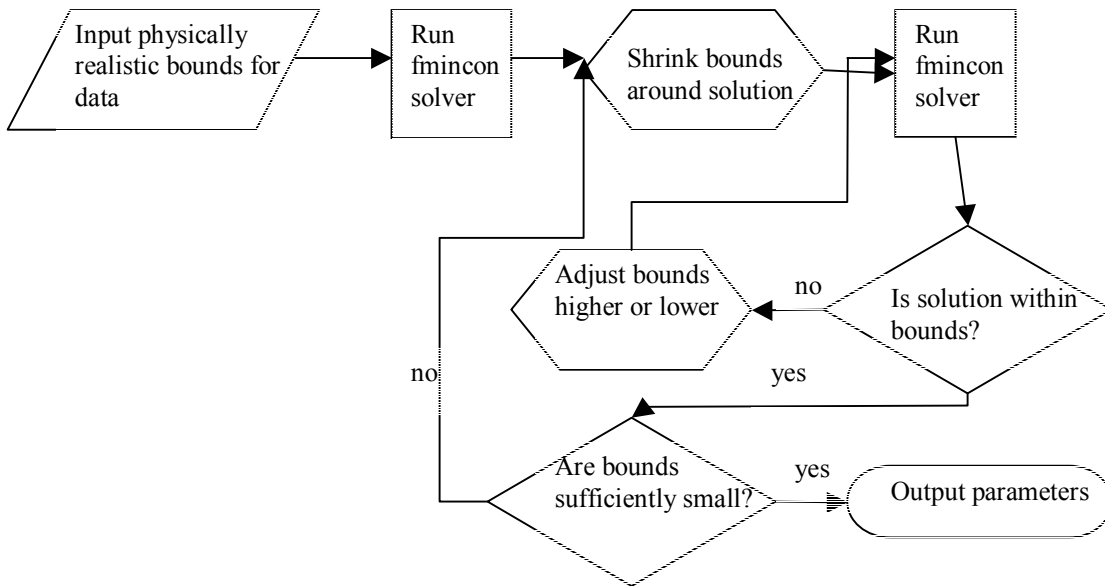 Input physically
realistic bounds for
data
Run
fmincon
solver
Shrink bounds
around solution
Run
fmincon
solver
Adjust bounds
higher or lower
no
Is solution within
bounds?
no
yes
Are bounds
sufficiently small?
yes
Output parameters